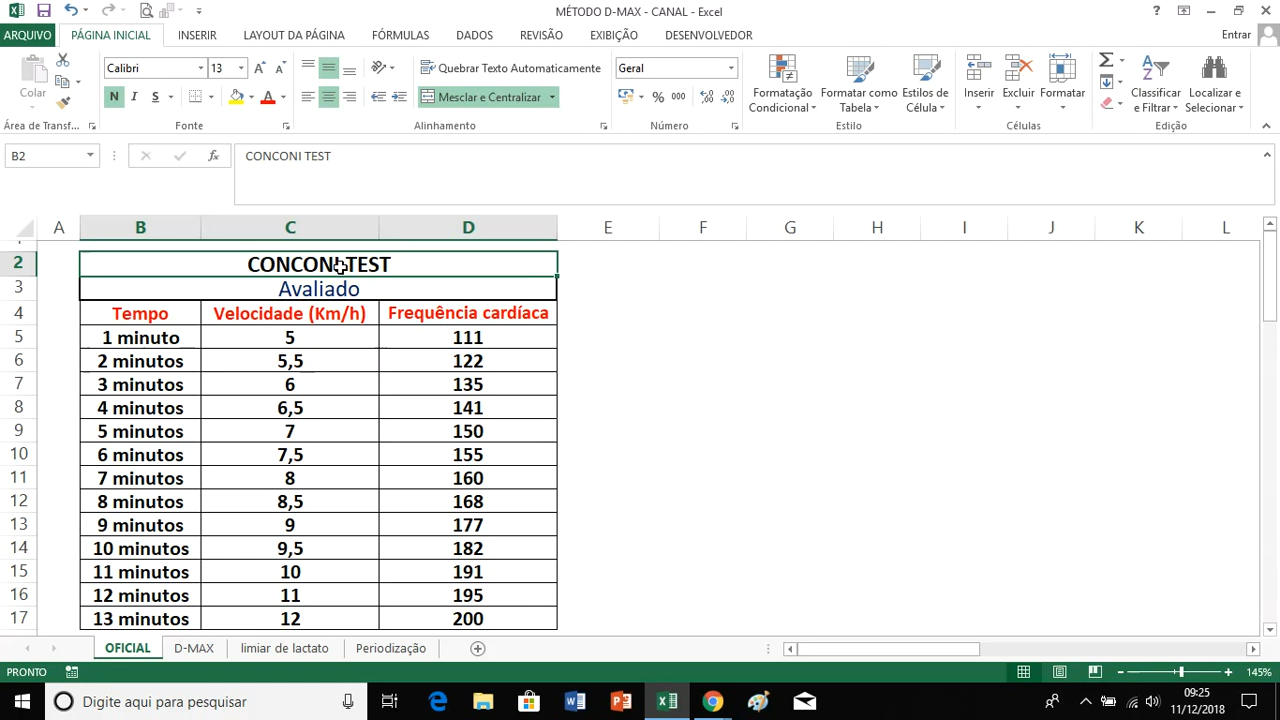 MÉTODO D-MAX - CANAL - Excel
ARQUIVO PÁGINA INICIAL INSERIR LAYOUT DA PÁGINA FÓRMULAS DADOS REVISÃO EXIBIÇÃO DESENVOLVEDOR Entrar
Colar
Calibri 13
N I S
Quebrar Texto Automaticamente
Mesclar e Centralizar
Geral
% 000
Formatação Condicional
Formatar como Tabela
Estilos de Célula
Inserir Excluir Formatar
Classificar e Filtrar
Localizar e Selecionar
Área de Transf... Fonte Alinhamento Número Estilo Células Edição
B2 fx CONCONI TEST
A B C D E F G H I J K L
2 CONCONI TEST
3 Avaliado
4 Tempo Velocidade (Km/h) Frequência cardíaca
5 1 minuto 5 111
6 2 minutos 5,5 122
7 3 minutos 6 135
8 4 minutos 6,5 141
9 5 minutos 7 150
10 6 minutos 7,5 155
11 7 minutos 8 160
12 8 minutos 8,5 168
13 9 minutos 9 177
14 10 minutos 9,5 182
15 11 minutos 10 191
16 12 minutos 11 195
17 13 minutos 12 200
OFICIAL D-MAX limiar de lactato Periodização
PRONTO 145%
Digite aqui para pesquisar
09:25
11/12/2018